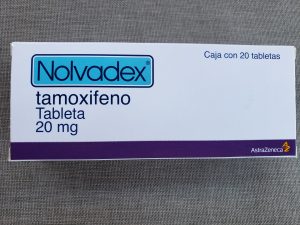 Nolvadex®
Caja con 20 tabletas
tamoxifeno
Tableta
20 mg
AstraZeneca